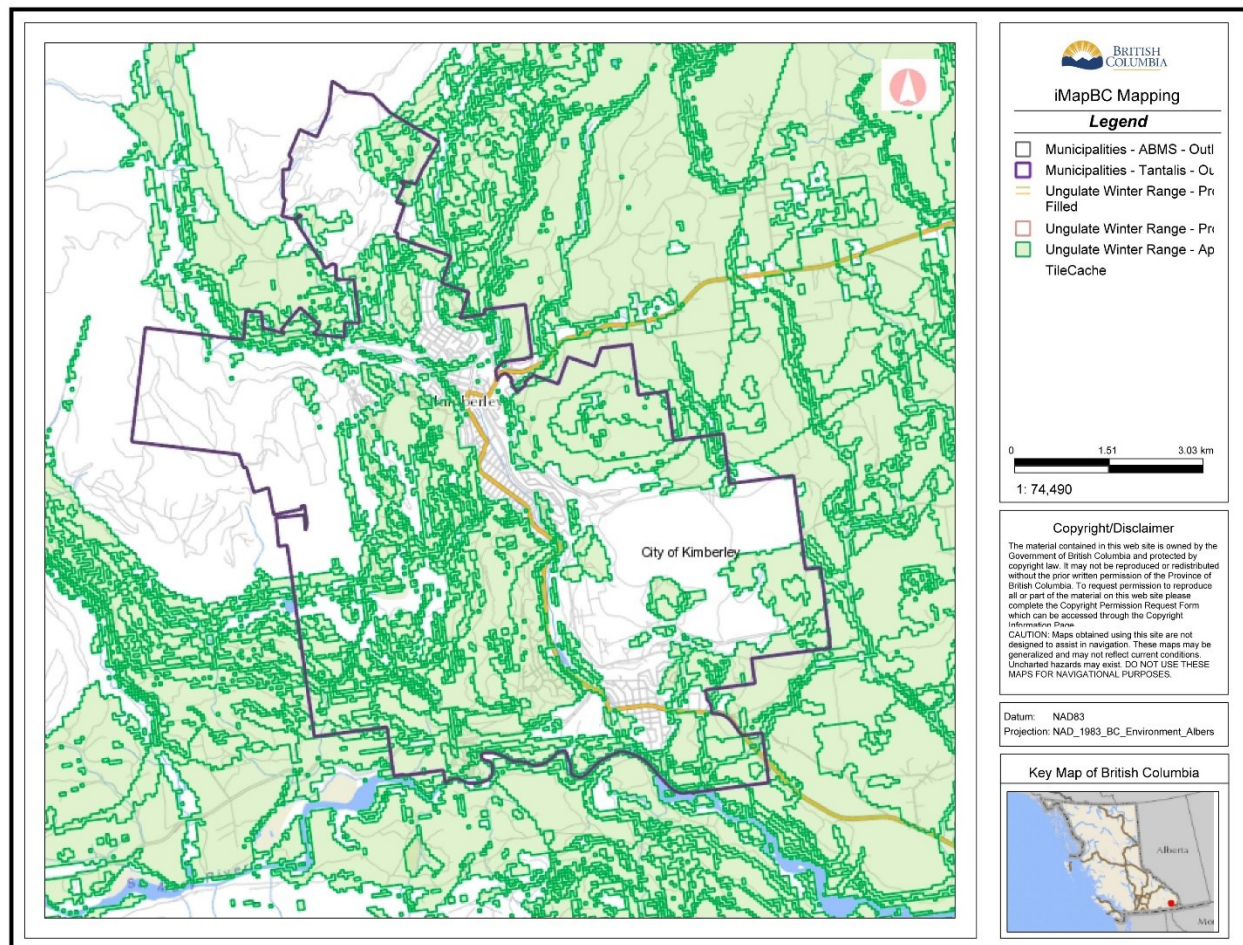 Kimberley
City of Kimberley
BRITISH
COLUMBIA
iMapBC Mapping
Legend
Municipalities - ABMS - Outl
Municipalities - Tantalis - Ou
Ungulate Winter Range - Pro
Filled
Ungulate Winter Range - Pro
Ungulate Winter Range - Ap
TileCache
0 1.51 3.03 km
1: 74,490
Copyright/Disclaimer
The material contained in this web site is owned by the
Government of British Columbia and protected by
copyright law. It may not be reproduced or redistributed
without the prior written permission of the Province of
British Columbia. To request permission to reproduce
all or part of the material on this web site please
complete the Copyright Permission Request Form
which can be accessed through the Copyright
Information Page.
CAUTION: Maps obtained using this site are not
designed to assist in navigation. These maps may be
generalized and may not reflect current conditions.
Uncharted hazards may exist. DO NOT USE THESE
MAPS FOR NAVIGATIONAL PURPOSES.
Datum: NAD83
Projection: NAD_1983_BC_Environment_Albers
Key Map of British Columbia
Alberta